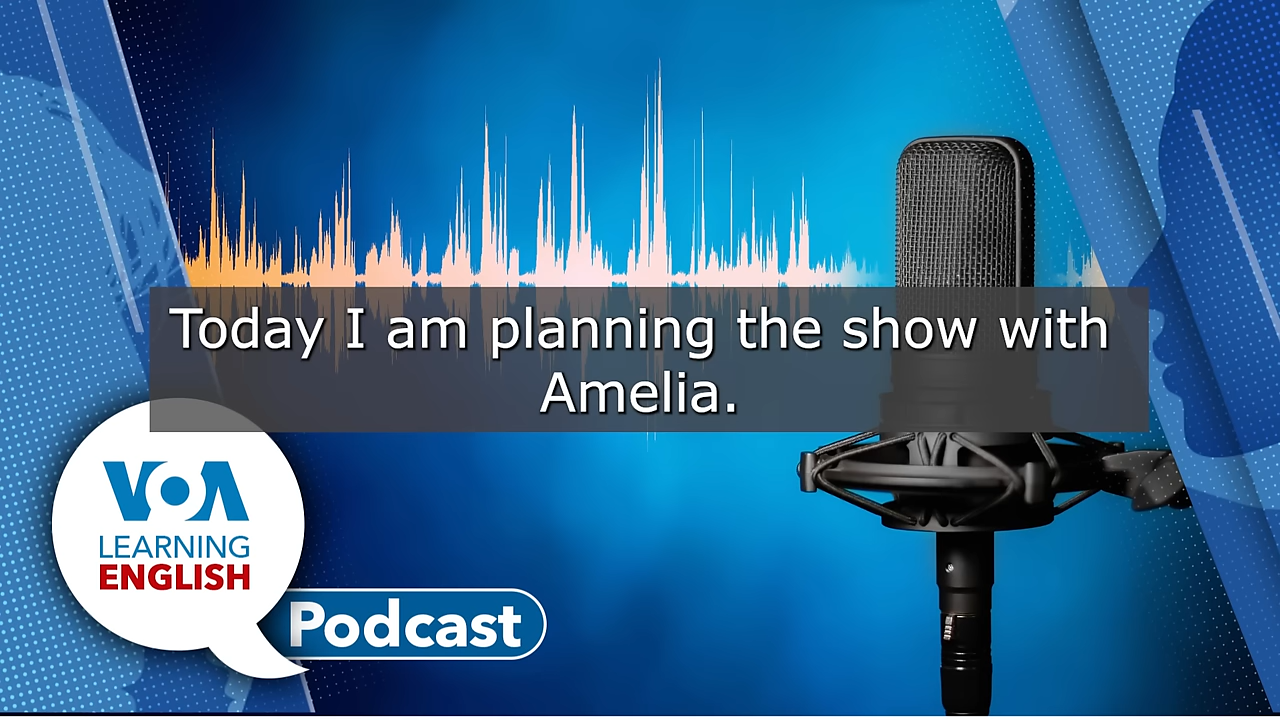 Today I am planning the show with
Amelia.
VOA
LEARNING
ENGLISH
Podcast